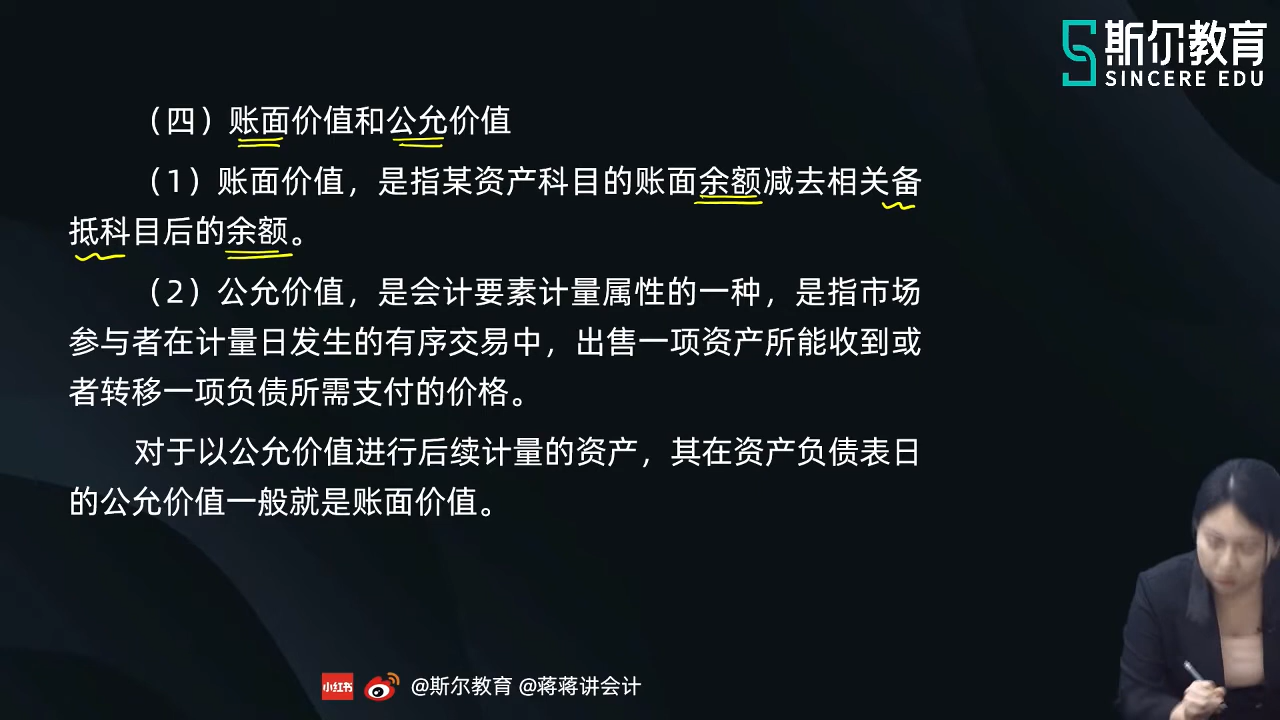 斯尔教育
SINCERE EDU
（四）账面价值和公允价值
（1）账面价值，是指某资产科目的账面余额减去相关备
抵科目后的余额。
（2）公允价值，是会计要素计量属性的一种，是指市场
参与者在计量日发生的有序交易中，出售一项资产所能收到或
者转移一项负债所需支付的价格。
对于以公允价值进行后续计量的资产，其在资产负债表日
的公允价值一般就是账面价值。
小红书 @斯尔教育 @蒋蒋讲会计